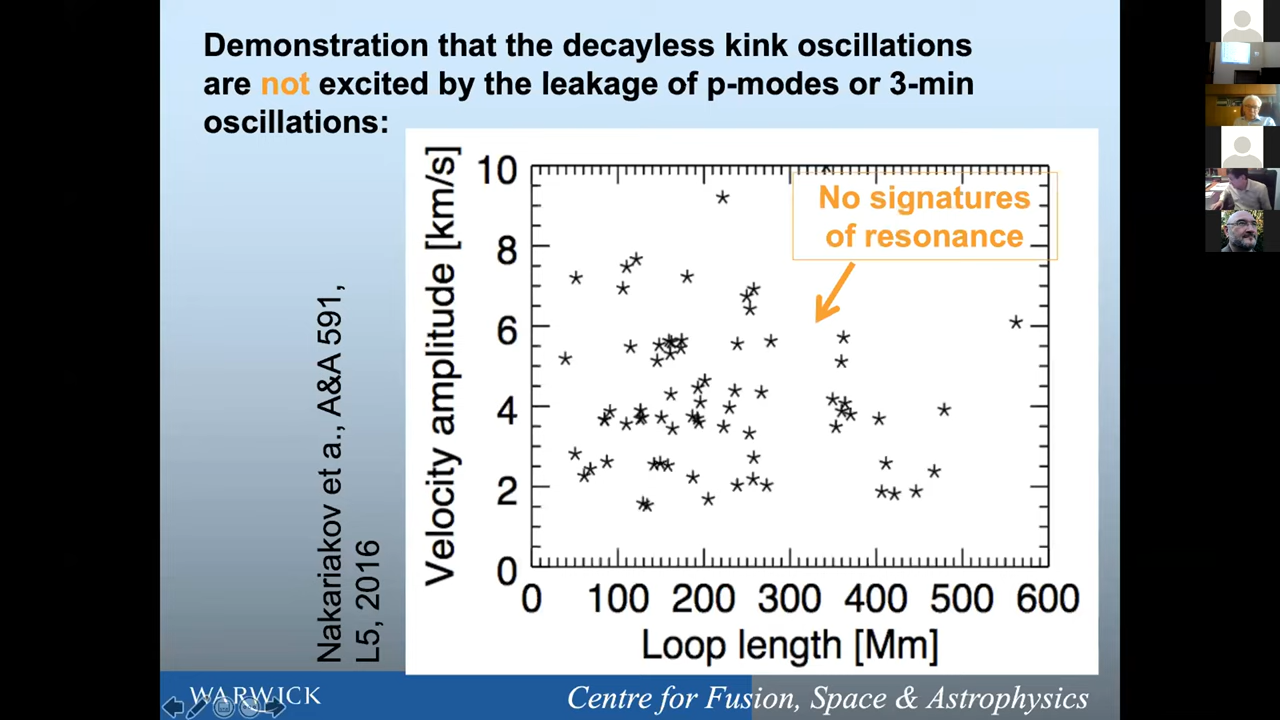 Demonstration that the decayless kink oscillations
are not excited by the leakage of p-modes or 3-min
oscillations:
Nakariakov et a., A&A 591,
L5, 2016
Velocity amplitude [km/s]
10
8
6
4
2
0
No signatures
of resonance
0 100 200 300 400 500 600
Loop length [Mm]
WARWICK
Centre for Fusion, Space & Astrophysics